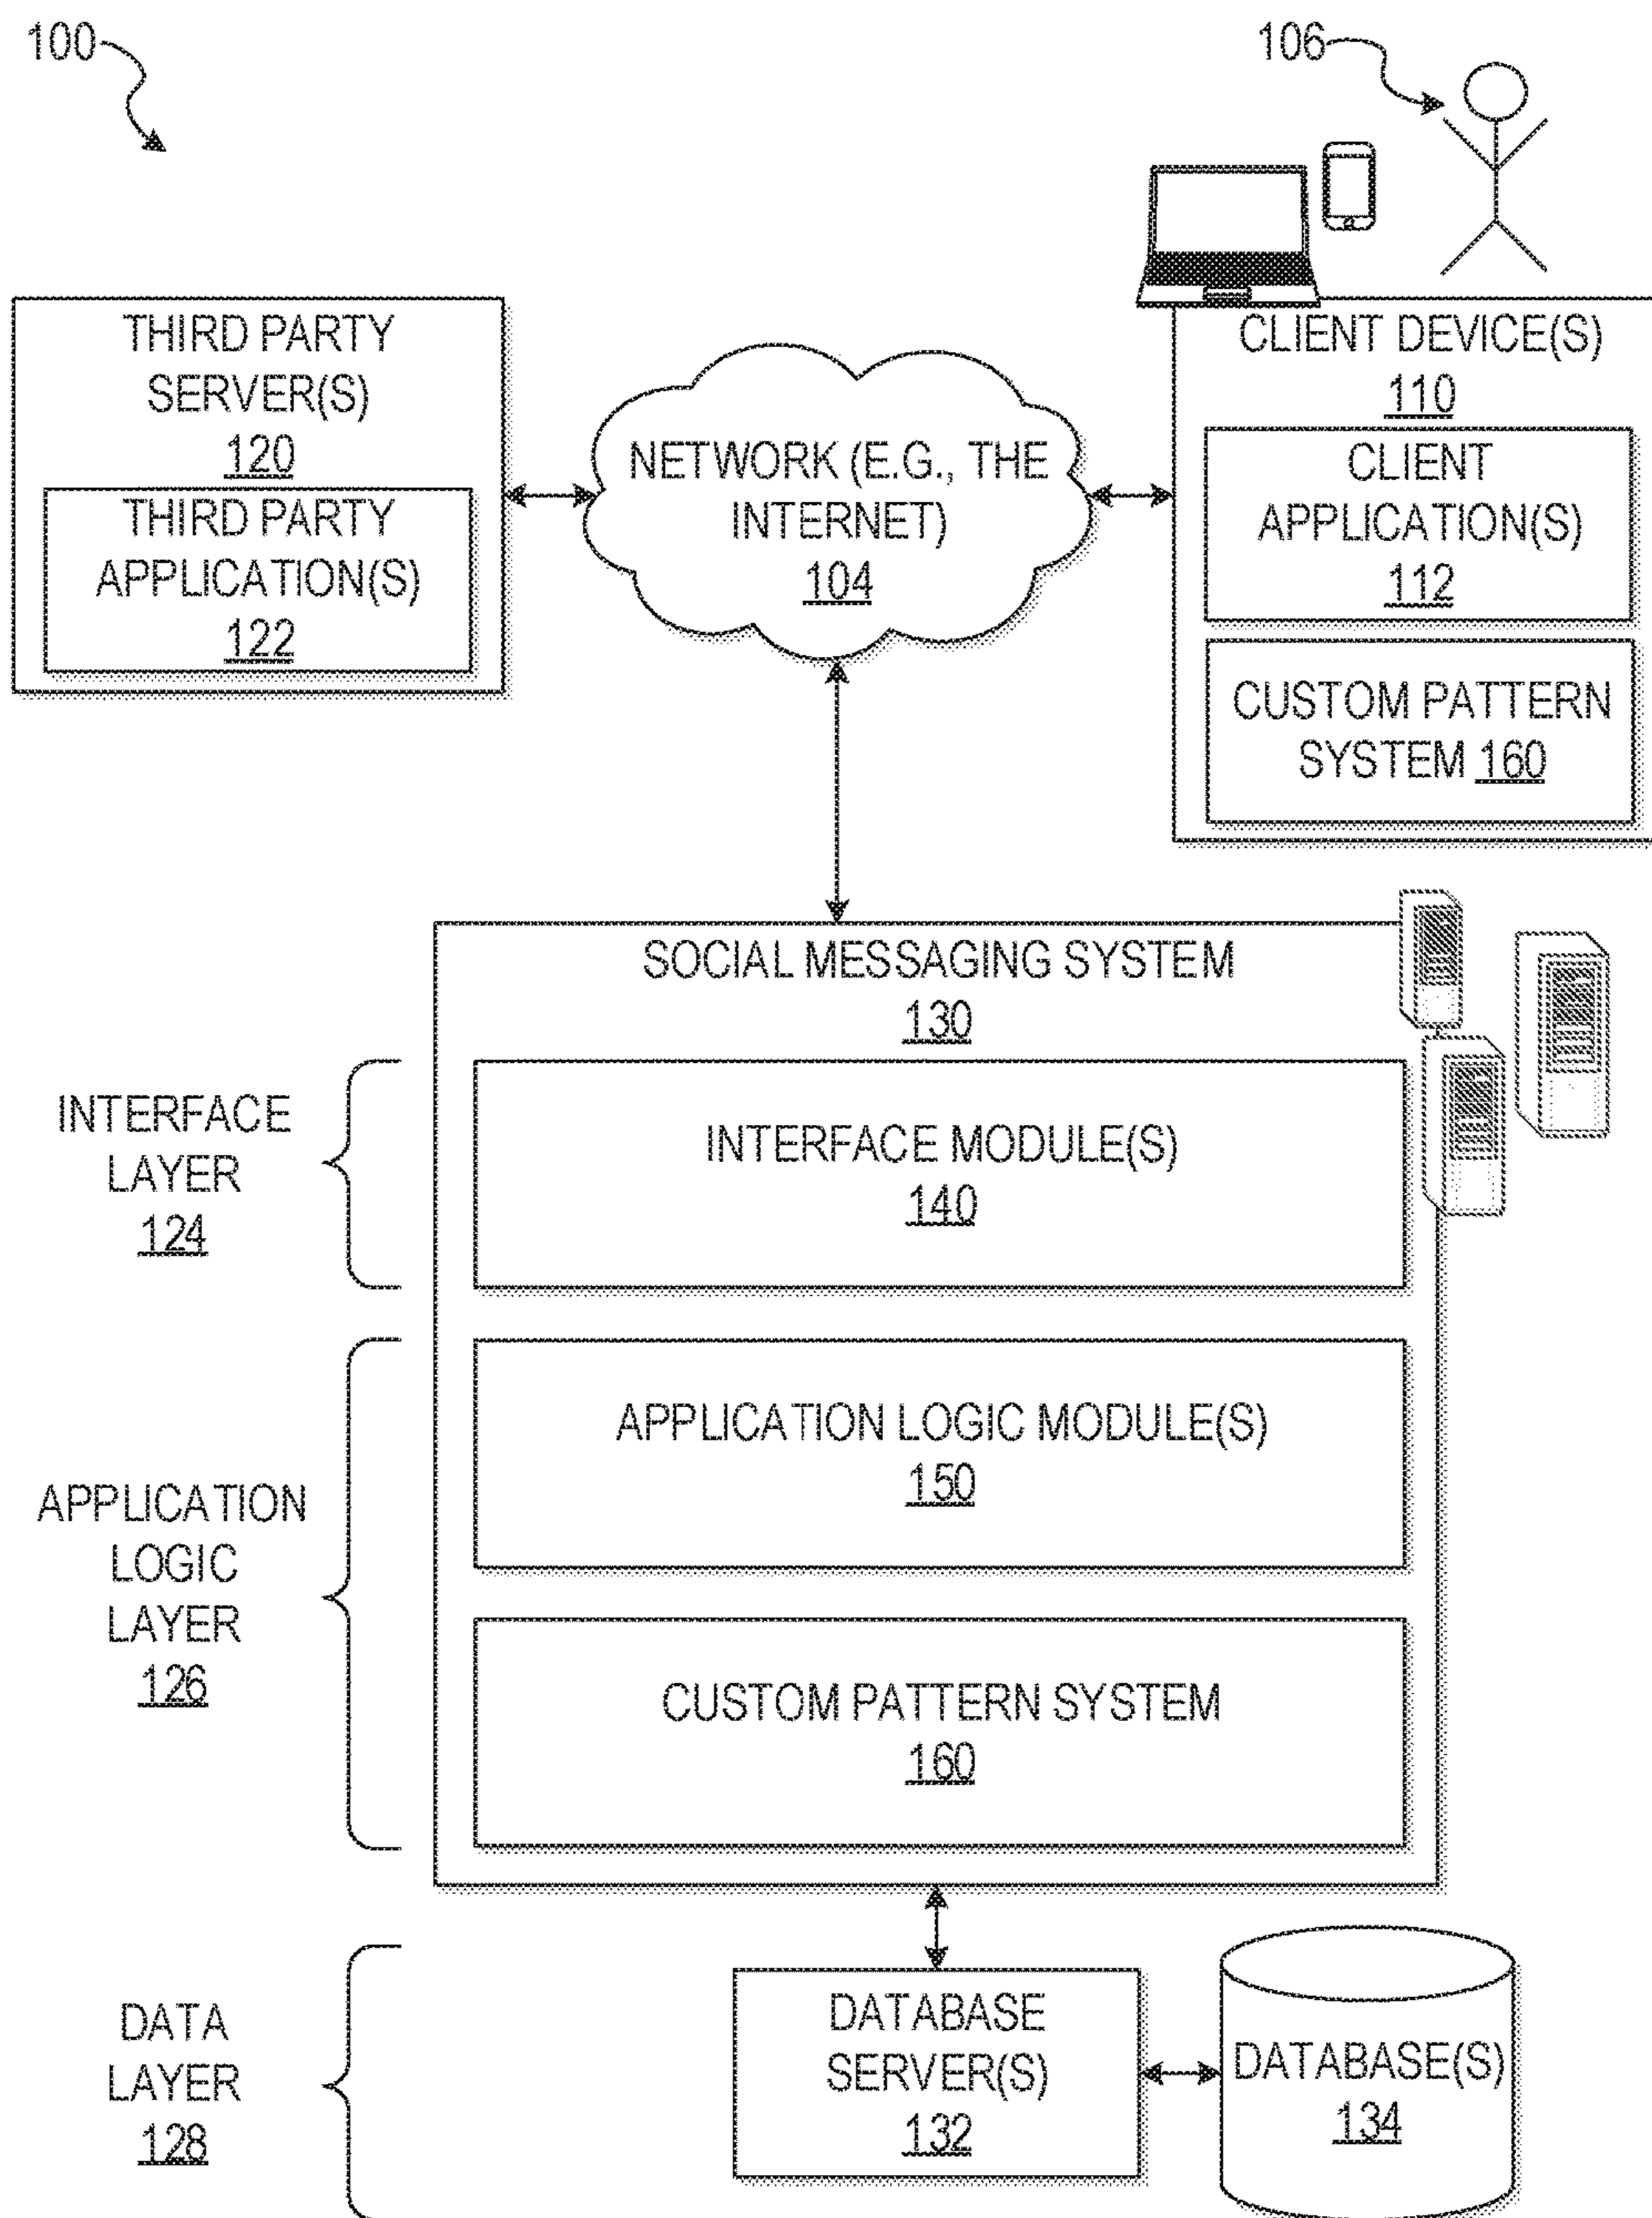 100
106
THIRD PARTY
SERVER(S)
120
THIRD PARTY
APPLICATION(S)
122
NETWORK (E.G., THE
INTERNET)
104
CLIENT DEVICE(S)
110
CLIENT
APPLICATION(S)
112
CUSTOM PATTERN
SYSTEM 160
SOCIAL MESSAGING SYSTEM
130
INTERFACE
LAYER
124
INTERFACE MODULE(S)
140
APPLICATION
LOGIC
LAYER
126
APPLICATION LOGIC MODULE(S)
150
CUSTOM PATTERN SYSTEM
160
DATA
LAYER
128
DATABASE
SERVER(S)
132
DATABASE(S)
134